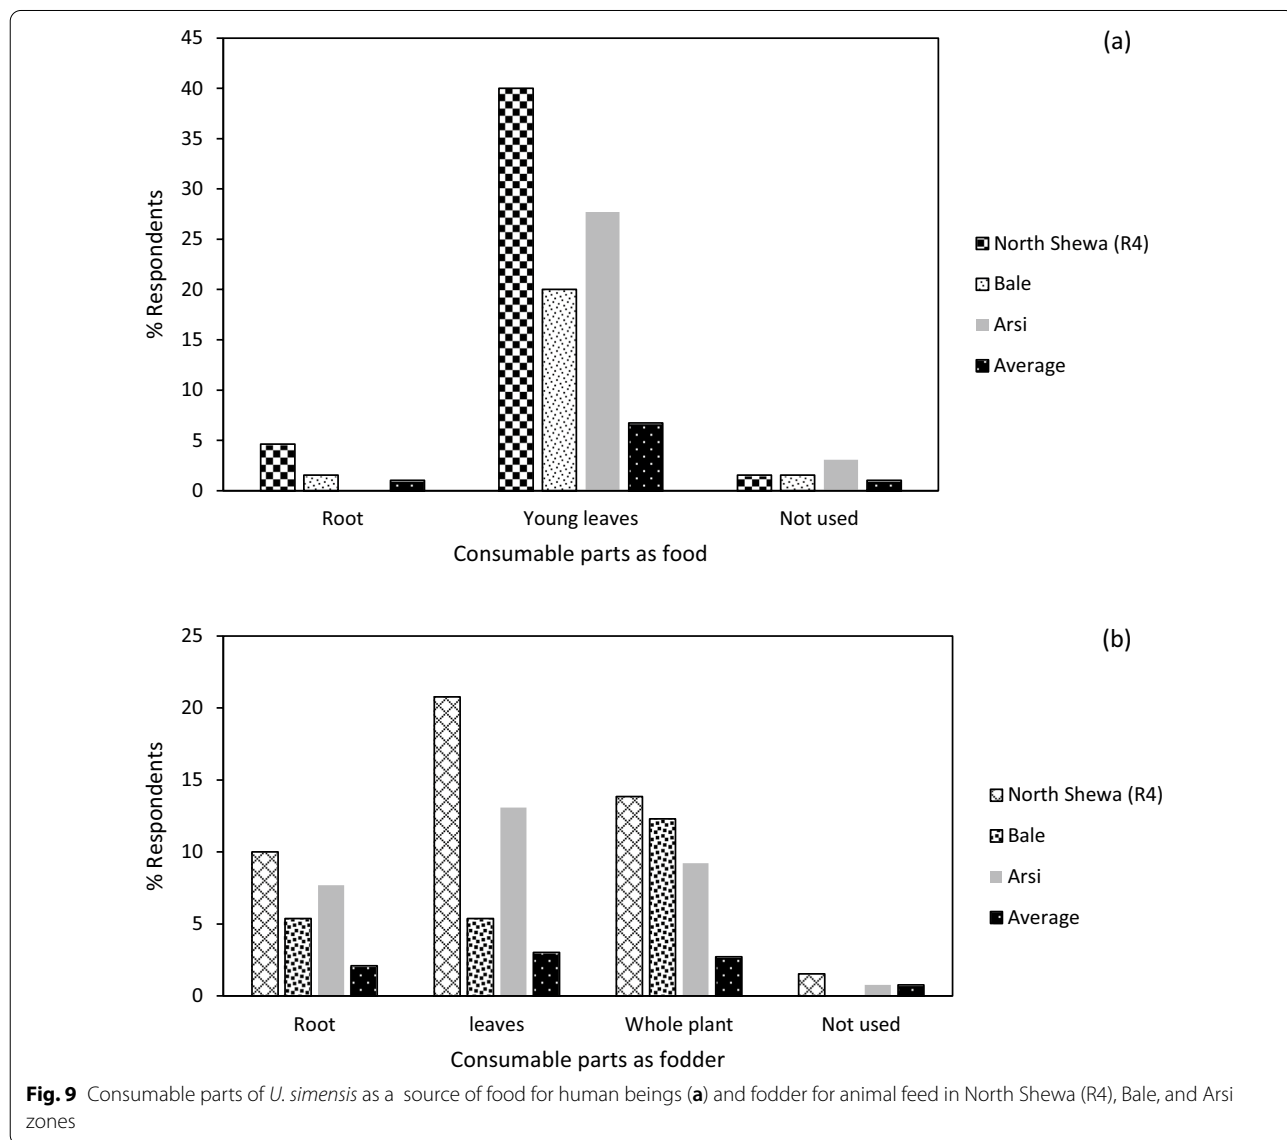 (a)
45
40
35
30
25
20
15
10
5
0
% Respondents
Root Young leaves Not used
Consumable parts as food
North Shewa (R4)
Bale
Arsi
Average
(b)
25
20
15
10
5
0
% Respondents
Root leaves Whole plant Not used
Consumable parts as fodder
North Shewa (R4)
Bale
Arsi
Average
Fig. 9 Consumable parts of U. simensis as a source of food for human beings (a) and fodder for animal feed in North Shewa (R4), Bale, and Arsi
zones